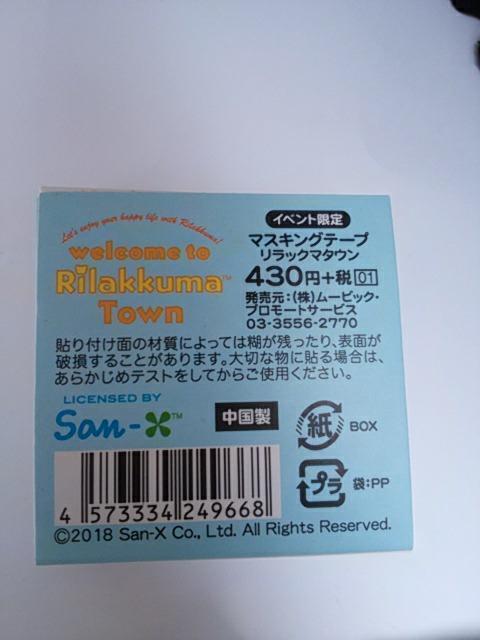 Let's enjoy your happy life with Rilakkuma!
welcome to
Rilakkuma™
Town
イベント限定
マスキングテープ
リラックマタウン
430円+税 01
発売元:(株)ムービック・
プロモートサービス
03-3556-2770
貼り付け面の材質によっては糊が残ったり、表面が
破損することがあります。大切な物に貼る場合は、
あらかじめテストをしてからご使用ください。
LICENSED BY
San-X™
中国製
紙 BOX
プラ 袋:PP
4 573334 249668
©2018 San-X Co., Ltd. All Rights Reserved.